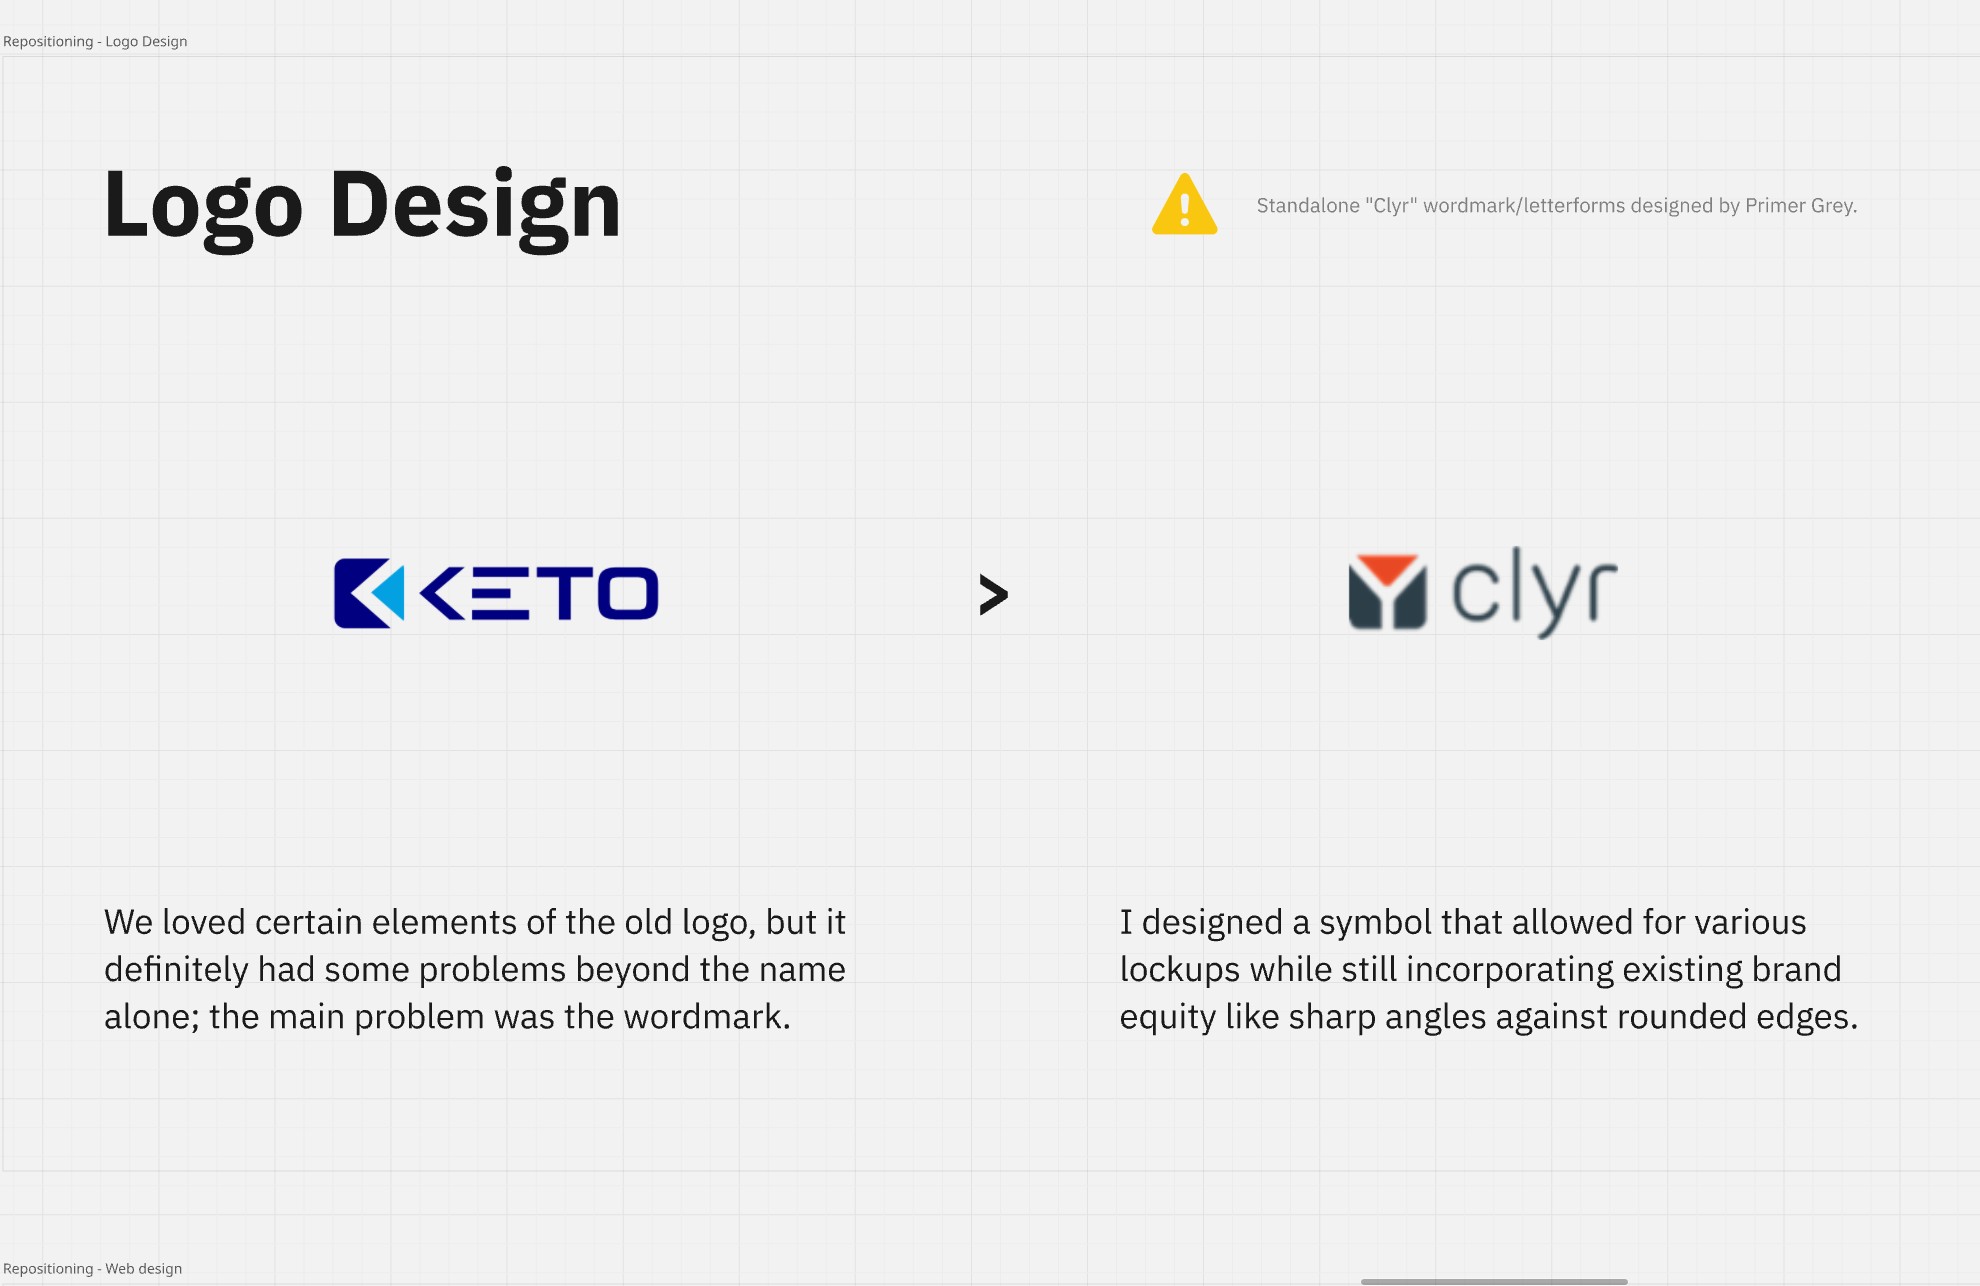 Repositioning - Logo Design
Logo Design
Standalone "Clyr" wordmark/letterforms designed by Primer Grey.
KETO
>
clyr
We loved certain elements of the old logo, but it
definitely had some problems beyond the name
alone; the main problem was the wordmark.
I designed a symbol that allowed for various
lockups while still incorporating existing brand
equity like sharp angles against rounded edges.
Repositioning - Web design